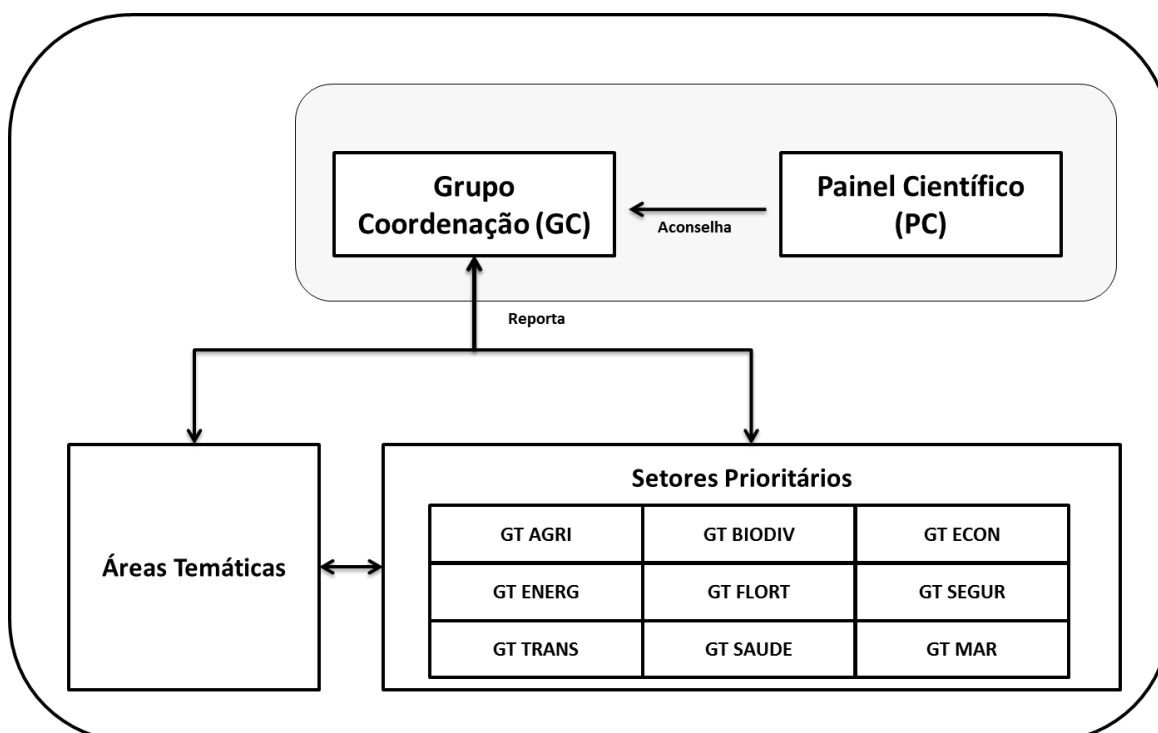 Grupo
Coordenação (GC)
Painel Científico
(PC)
Aconselha
Reporta
Áreas Temáticas
Setores Prioritários
GT AGRI
GT BIODIV
GT ECON
GT ENERG
GT FLORT
GT SEGUR
GT TRANS
GT SAUDE
GT MAR